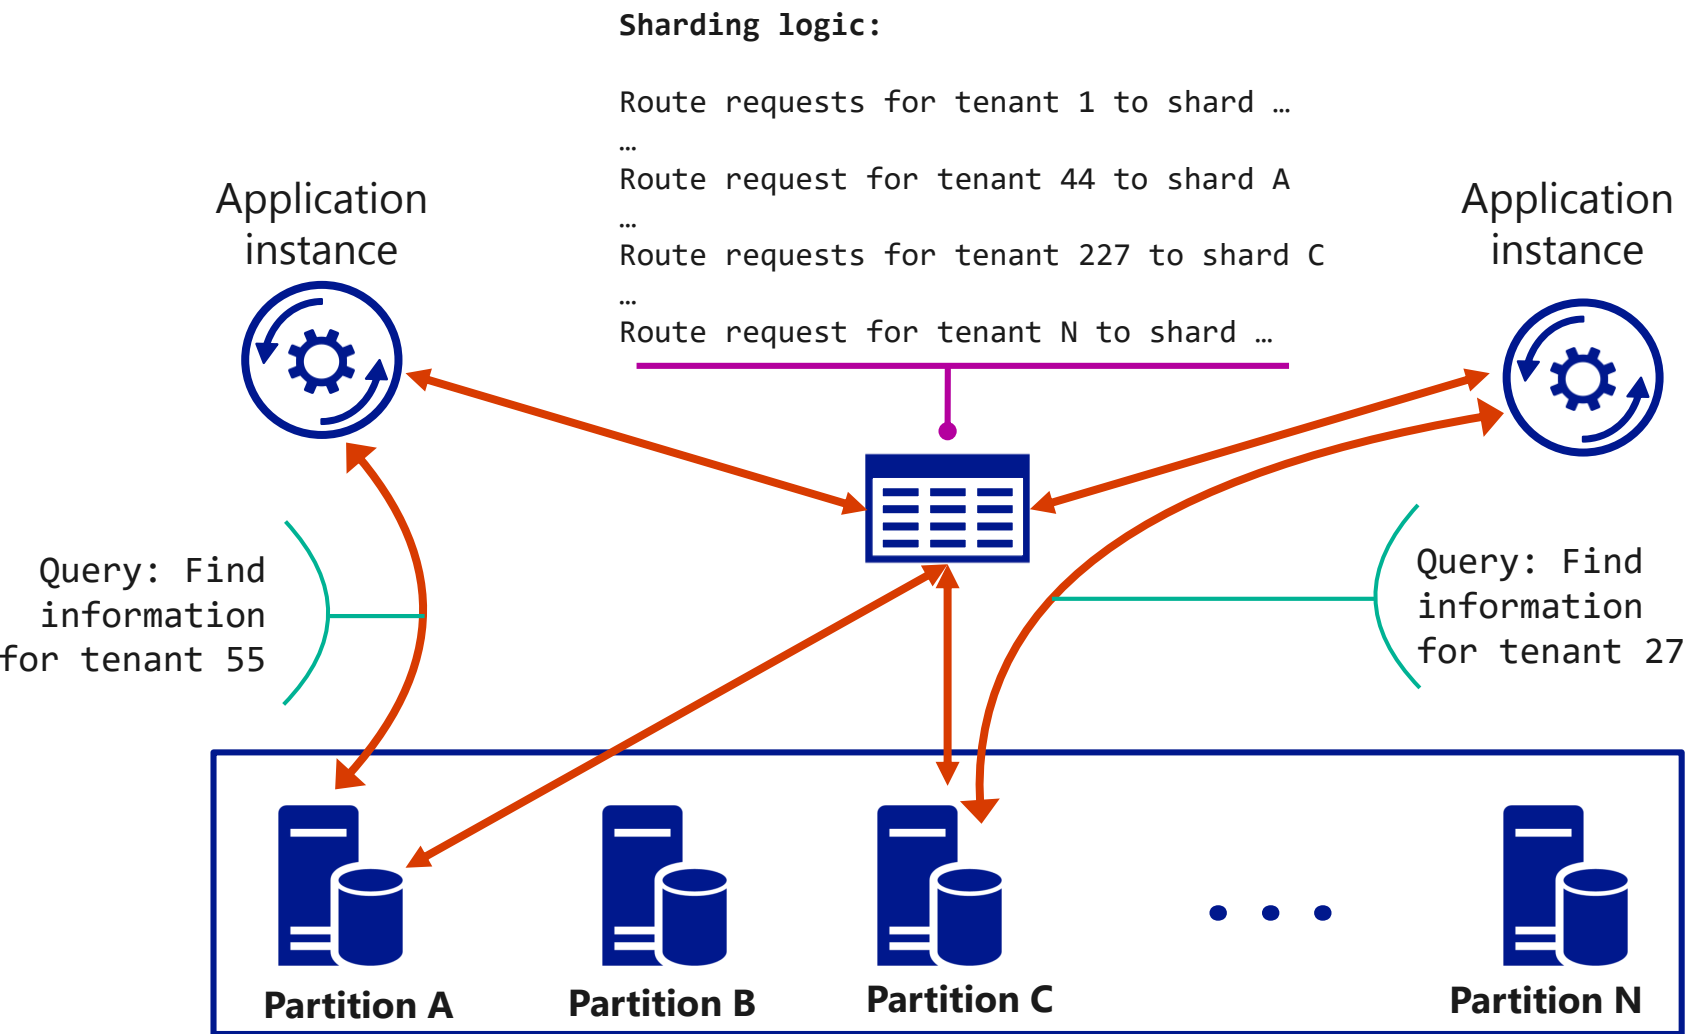 Sharding logic:
Route requests for tenant 1 to shard …
…
Route request for tenant 44 to shard A
…
Route requests for tenant 227 to shard C
…
Route request for tenant N to shard …
Application
instance
Application
instance
Query: Find
information
for tenant 55
Query: Find
information
for tenant 27
Partition A
Partition B
Partition C
Partition N